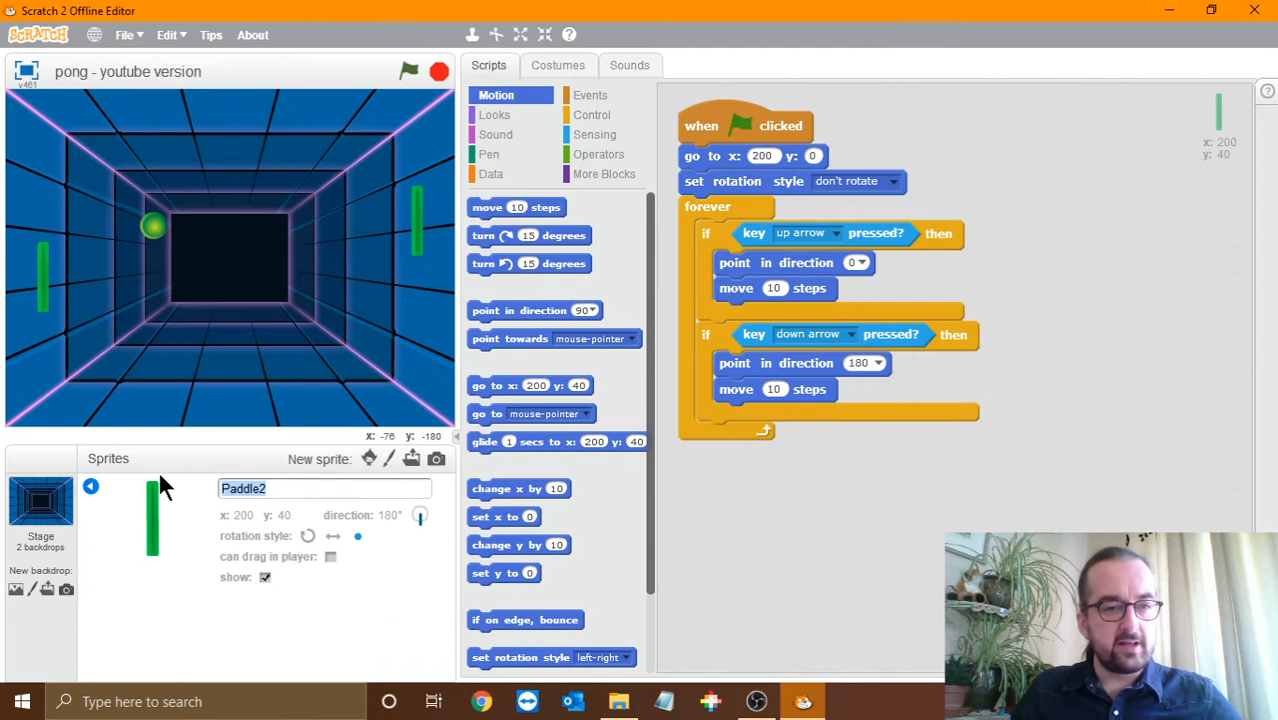 Scratch 2 Offline Editor
SCRATCH File Edit Tips About
v461 pong - youtube version
Scripts Costumes Sounds
Motion Events
Looks Control
Sound Sensing
Pen Operators
Data More Blocks
move 10 steps
turn 15 degrees
turn 15 degrees
point in direction 90
point towards mouse-pointer
go to x: 200 y: 40
go to mouse-pointer
glide 1 secs to x: 200 y: 40
change x by 10
set x to 0
change y by 10
set y to 0
if on edge, bounce
set rotation style left-right
when clicked
go to x: 200 y: 0
set rotation style don't rotate
forever
if key up arrow pressed? then
point in direction 0
move 10 steps
if key down arrow pressed? then
point in direction 180
move 10 steps
x: 200
y: 40
x: -76 y: -180
Sprites New sprite:
Paddle2
x: 200 y: 40 direction: 180°
rotation style:
can drag in player:
show:
Stage
2 backdrops
New backdrop:
Type here to search